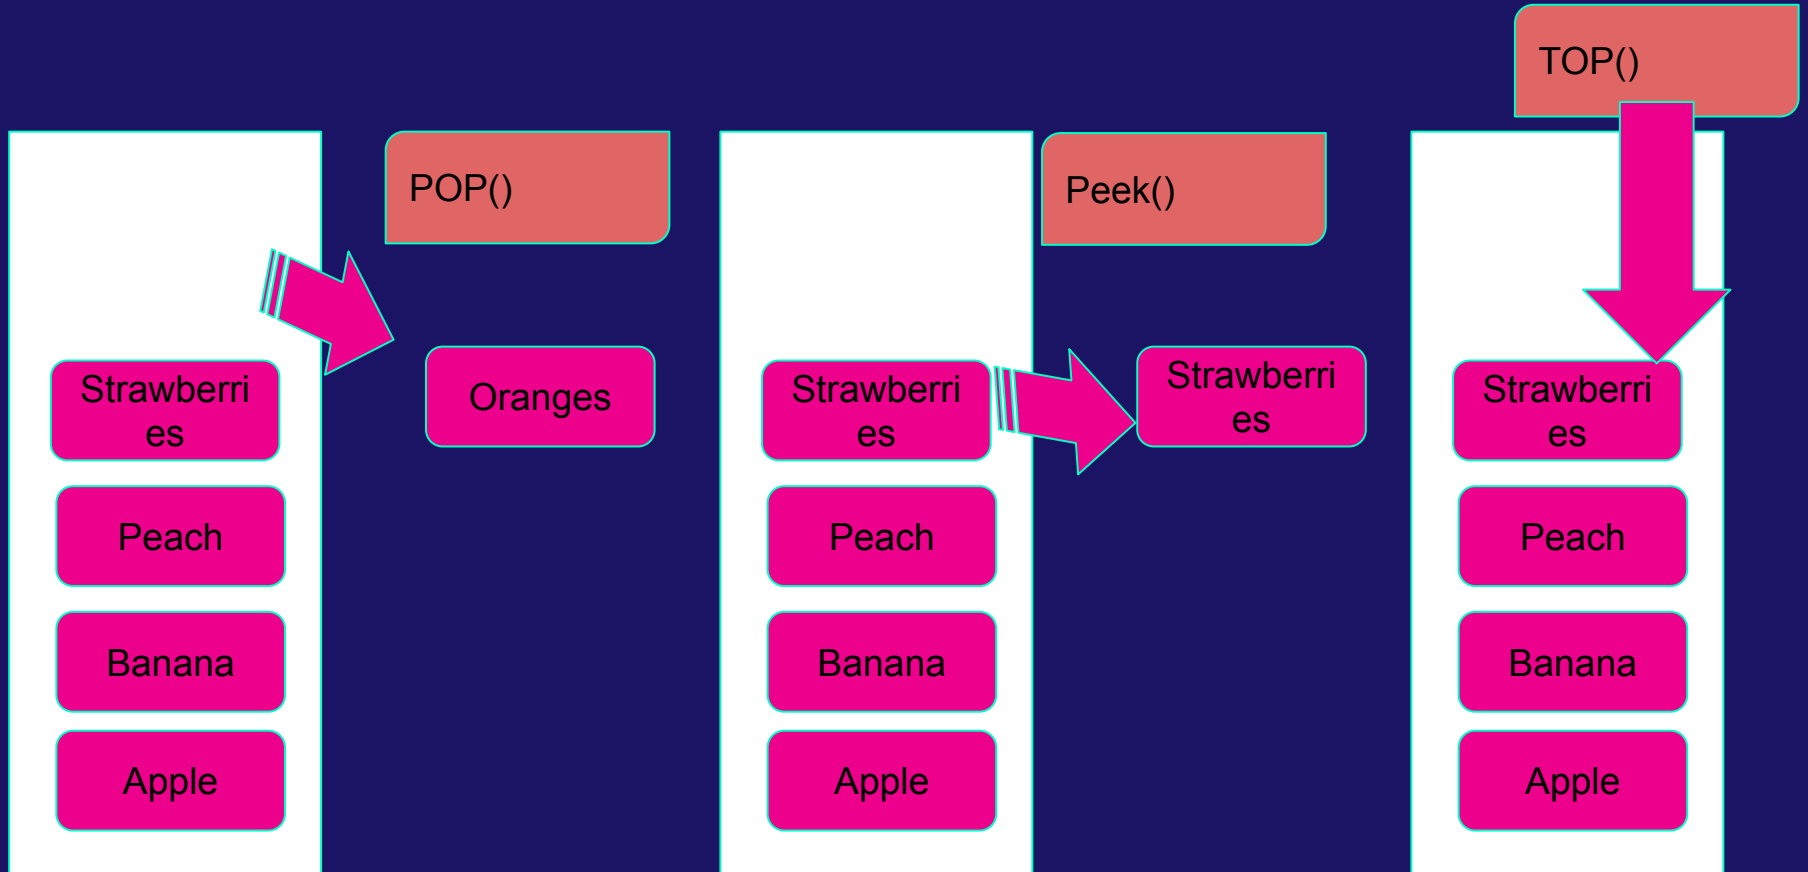 TOP()
POP()
Peek()
Strawberri
es
Peach
Banana
Apple
Oranges
Strawberri
es
Peach
Banana
Apple
Strawberri
es
Strawberri
es
Peach
Banana
Apple